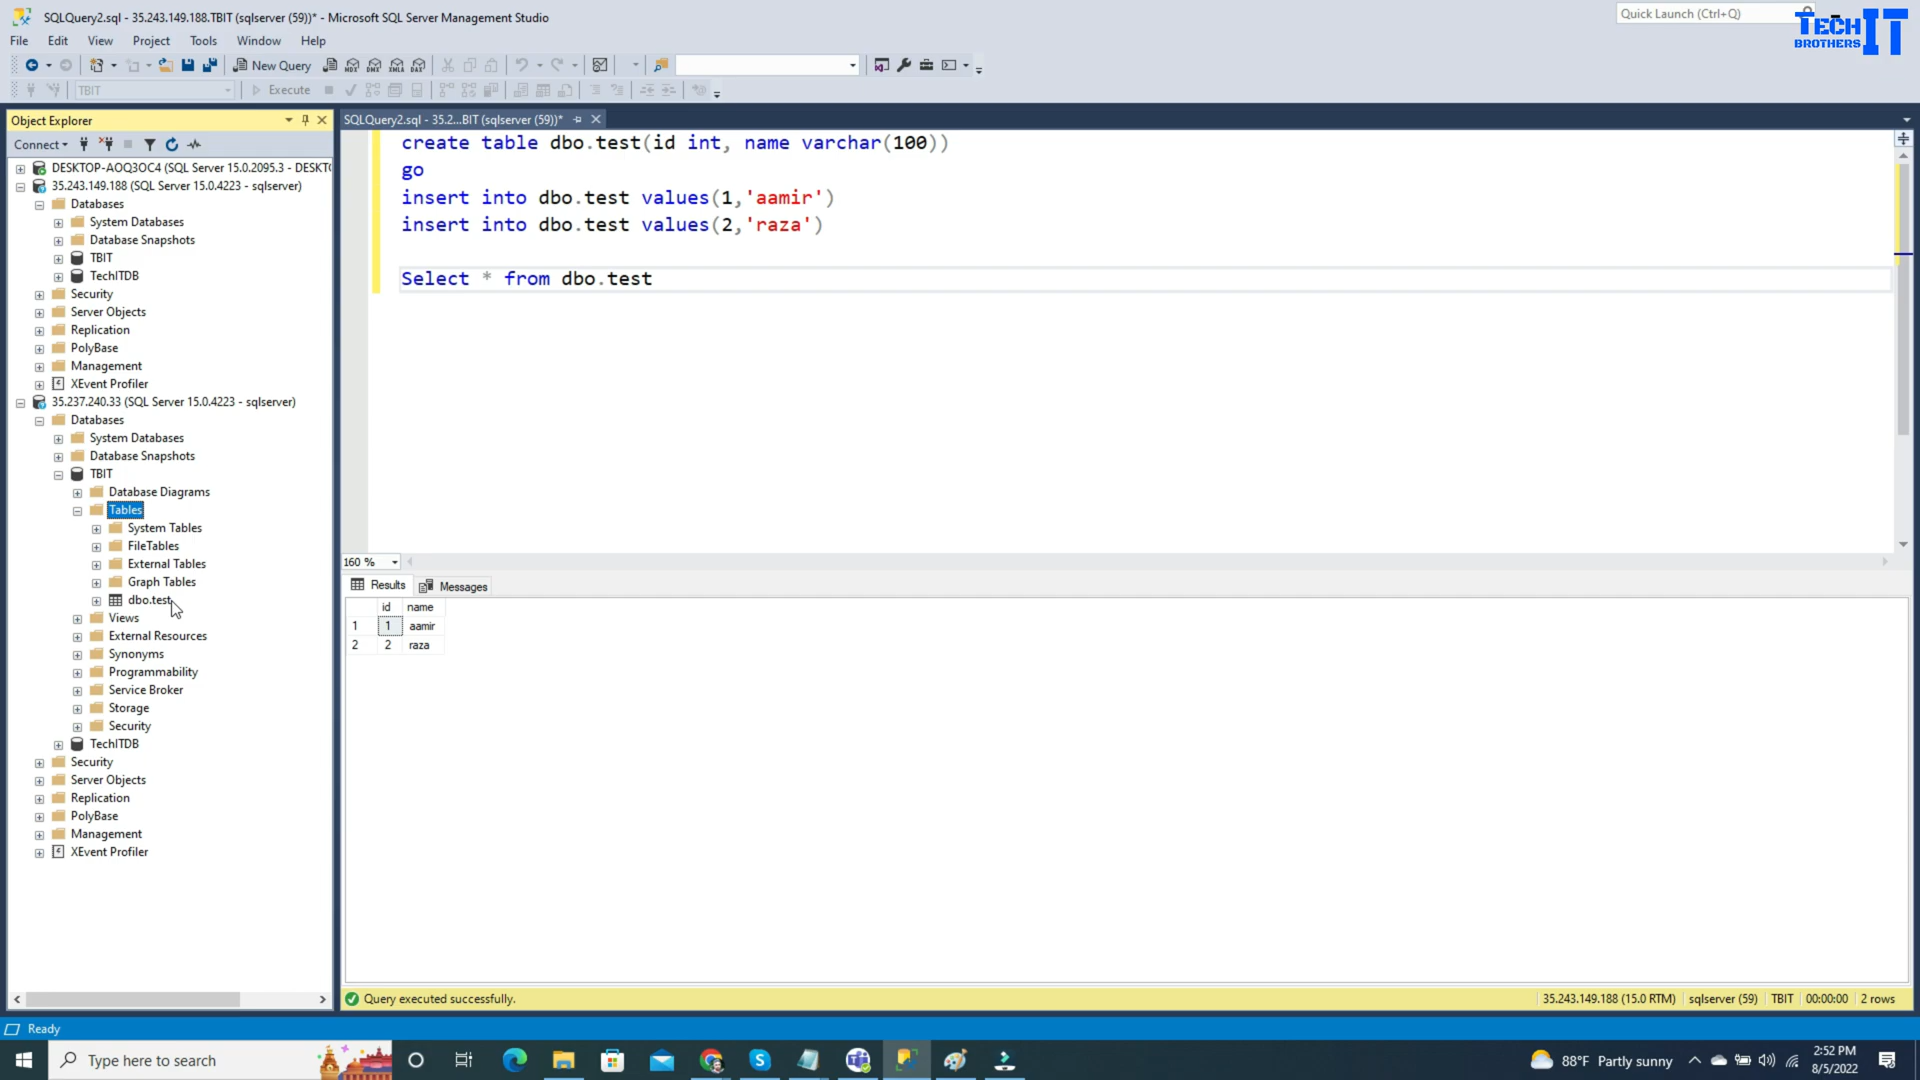 SQLQuery2.sql - 35.243.149.188.TBIT (sqlserver (59))* - Microsoft SQL Server Management Studio
Quick Launch (Ctrl+Q)
TECH IT
BROTHERS
File Edit View Project Tools Window Help
New Query
TBIT
Execute
Object Explorer
SQLQuery2.sql - 35.2...BIT (sqlserver (59))*
Connect
DESKTOP-AOQ3OC4 (SQL Server 15.0.2095.3 - DESKT
35.243.149.188 (SQL Server 15.0.4223 - sqlserver)
Databases
System Databases
Database Snapshots
TBIT
TechITDB
Security
Server Objects
Replication
PolyBase
Management
XEvent Profiler
35.237.240.33 (SQL Server 15.0.4223 - sqlserver)
Databases
System Databases
Database Snapshots
TBIT
Database Diagrams
Tables
System Tables
FileTables
External Tables
Graph Tables
dbo.test
Views
External Resources
Synonyms
Programmability
Service Broker
Storage
Security
TechITDB
Security
Server Objects
Replication
PolyBase
Management
XEvent Profiler
create table dbo.test(id int, name varchar(100))
go
insert into dbo.test values(1,'aamir')
insert into dbo.test values(2,'raza')
Select * from dbo.test
160 %
Results Messages
id name
1 1 aamir
2 2 raza
Query executed successfully.
35.243.149.188 (15.0 RTM) sqlserver (59) TBIT 00:00:00 2 rows
Ready
Type here to search
88°F Partly sunny
2:52 PM
8/5/2022